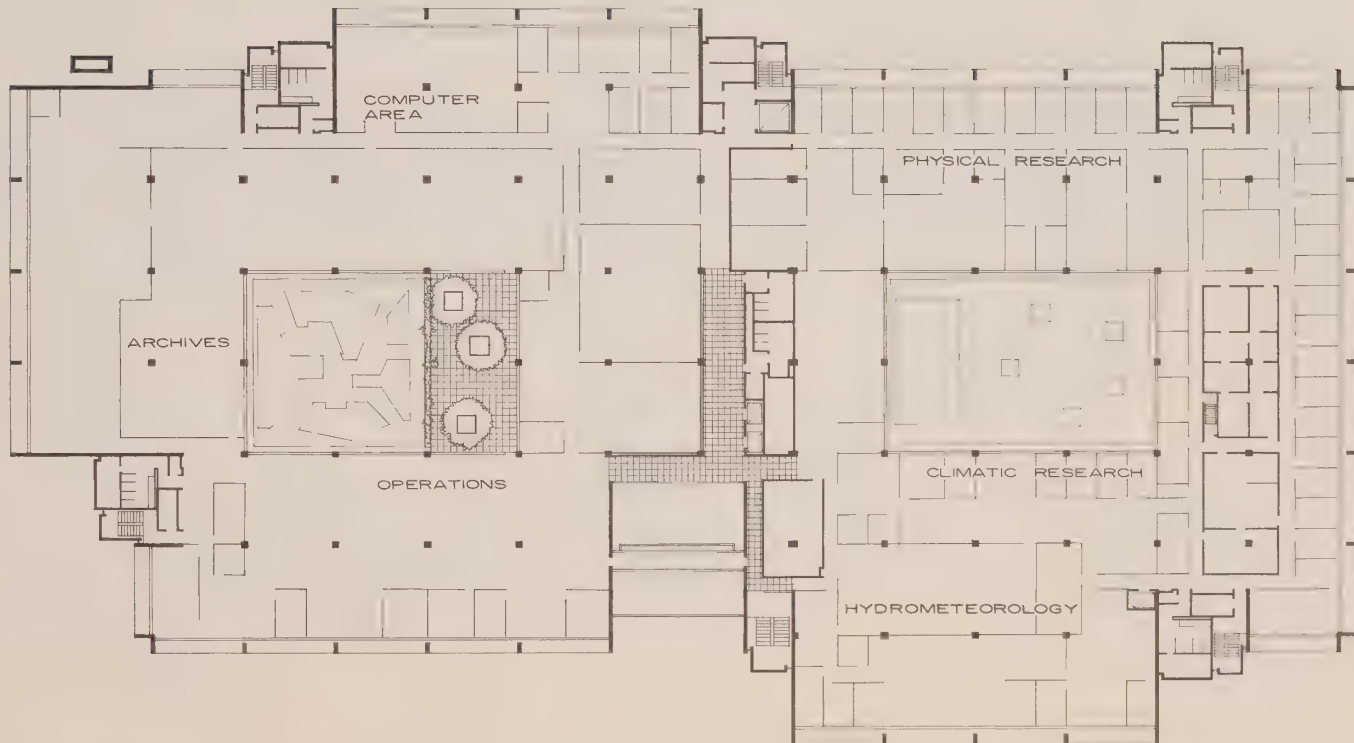 COMPUTER
AREA
PHYSICAL RESEARCH
ARCHIVES
OPERATIONS
CLIMATIC RESEARCH
HYDROMETEOROLOGY